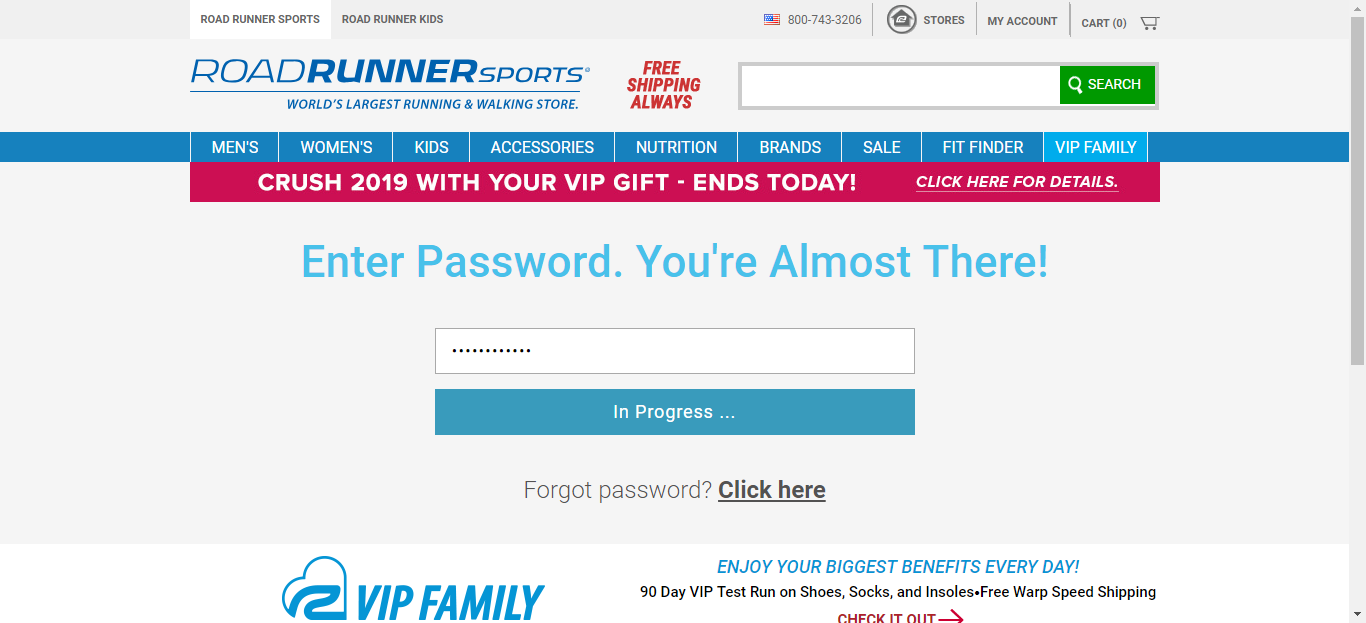 ROAD RUNNER SPORTS
ROAD RUNNER KIDS
800-743-3206
STORES
MY ACCOUNT
CART (0)
ROADRUNNERSPORTS®
WORLD'S LARGEST RUNNING & WALKING STORE.
FREE
SHIPPING
ALWAYS
SEARCH
MEN'S
WOMEN'S
KIDS
ACCESSORIES
NUTRITION
BRANDS
SALE
FIT FINDER
VIP FAMILY
CRUSH 2019 WITH YOUR VIP GIFT - ENDS TODAY!
CLICK HERE FOR DETAILS.
Enter Password. You're Almost There!
••••••••••••
In Progress ...
Forgot password? Click here
VIP FAMILY
ENJOY YOUR BIGGEST BENEFITS EVERY DAY!
90 Day VIP Test Run on Shoes, Socks, and Insoles•Free Warp Speed Shipping
CHECK IT OUT